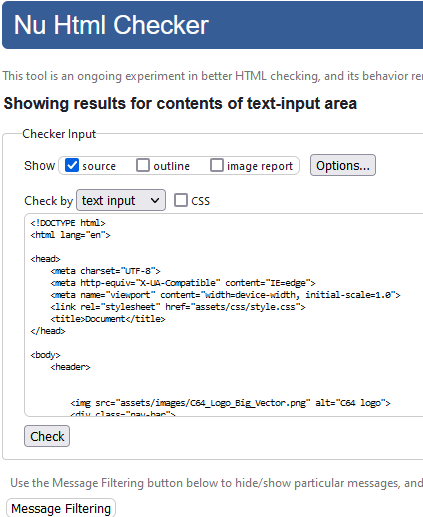 Nu Html Checker
This tool is an ongoing experiment in better HTML checking, and its behavior
Showing results for contents of text-input area
Checker Input
Show source outline image report Options...
Check by text input CSS
<!DOCTYPE html>
<html lang="en">
<head>
<meta charset="UTF-8">
<meta http-equiv="X-UA-Compatible" content="IE=edge">
<meta name="viewport" content="width=device-width, initial-scale=1.0">
<link rel="stylesheet" href="assets/css/style.css">
<title>Document</title>
</head>
<body>
<header>
<img src="assets/images/C64_Logo_Big_Vector.png" alt="C64 logo">
<div class="nav-bar">
Check
Use the Message Filtering button below to hide/show particular messages, and
Message Filtering